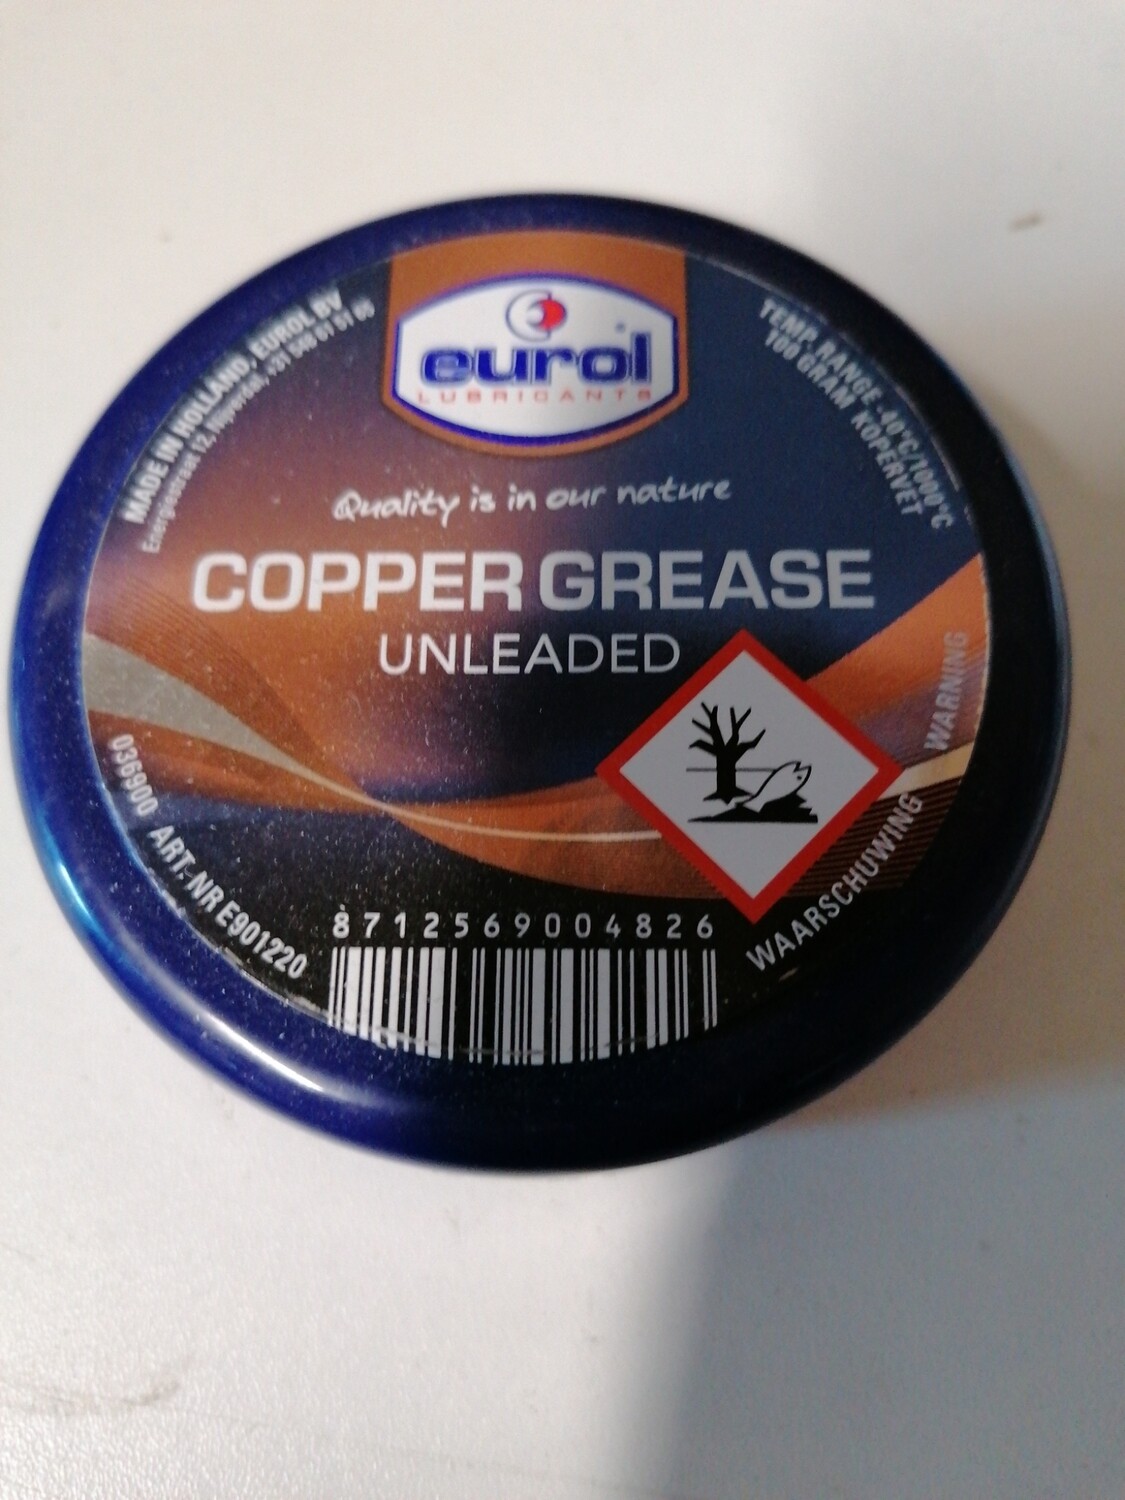 eurol
LUBRICANTS
Quality is in our nature
COPPER GREASE
UNLEADED
MADE IN HOLLAND, EUROL BV
TEMP. RANGE -40°C/1000°C
100 GRAM KOPERVET
WARNING
WAARSCHUWING
036900 ART.-NR E901220
8712569004826